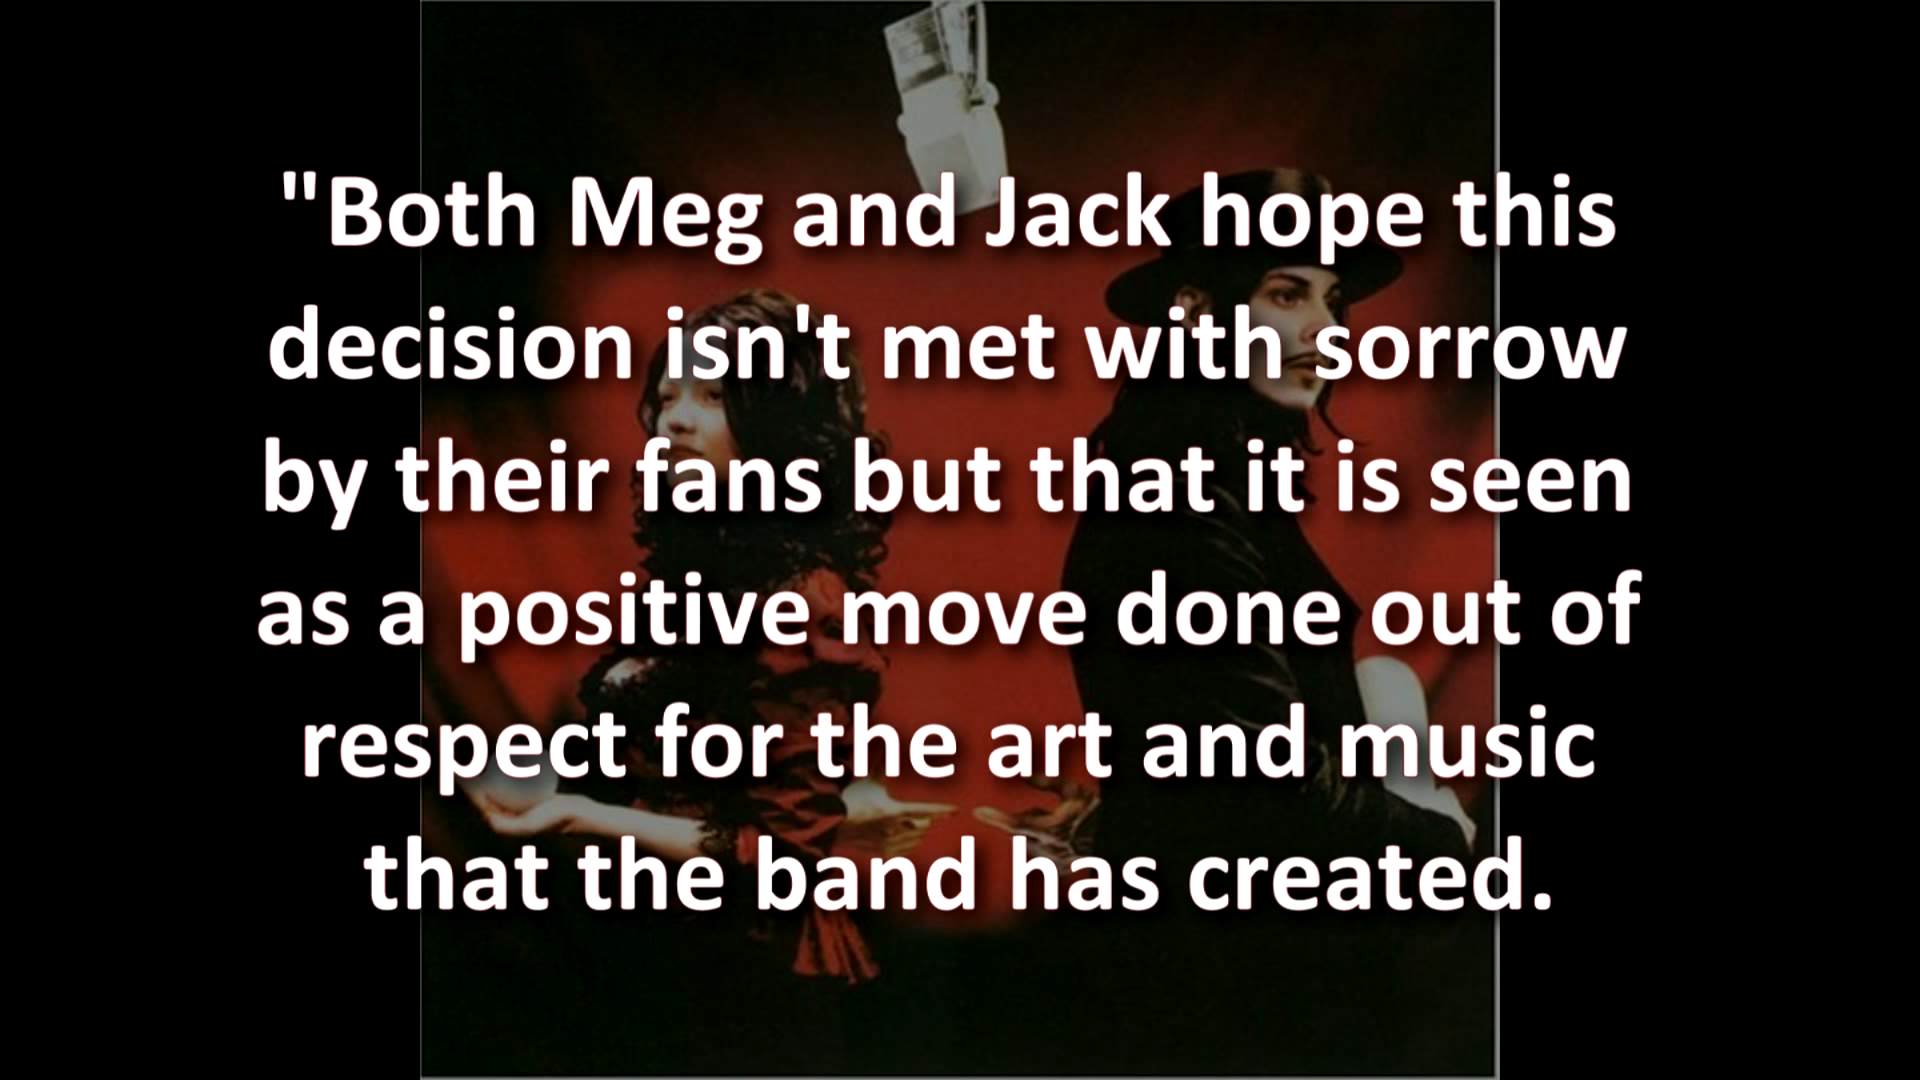 "Both Meg and Jack hope this
decision isn't met with sorrow
by their fans but that it is seen
as a positive move done out of
respect for the art and music
that the band has created.